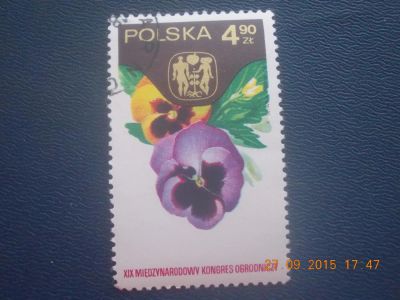 POLSKA 4.90
ZŁ
XIX MIĘDZYNARODOWY KONGRES OGRODNICZY
27.09.2015 17:47